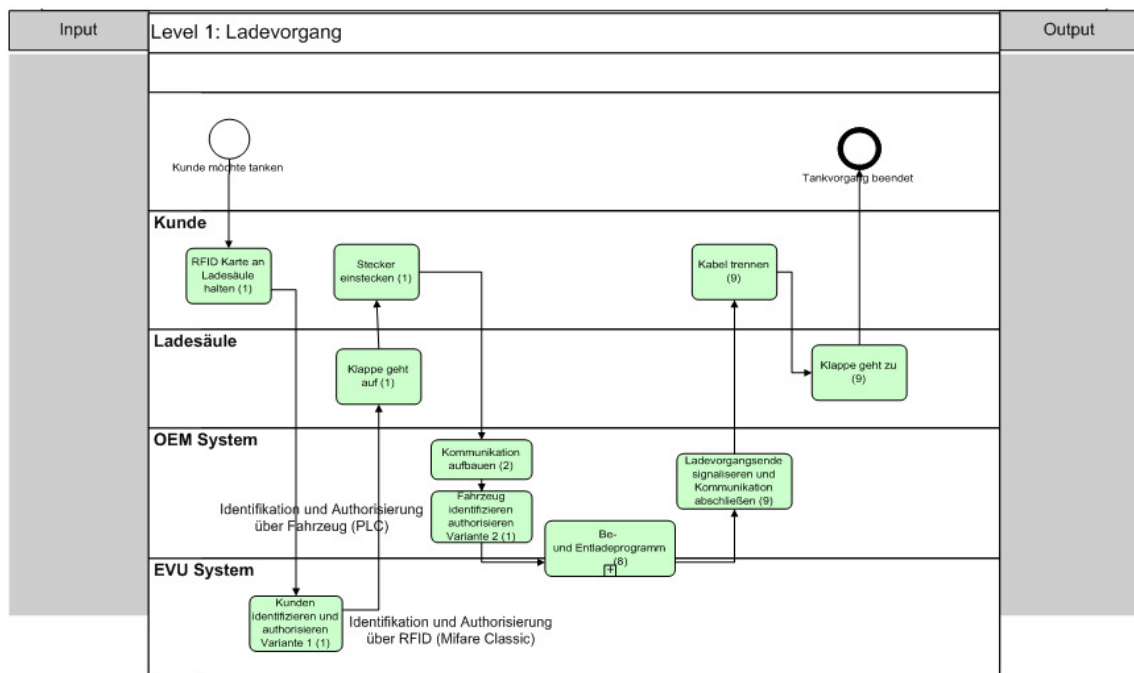 Input
Level 1: Ladevorgang
Output
Kunde möchte tanken
Tankvorgang beendet
Kunde
RFID Karte an
Ladesäule
halten (1)
Stecker
einstecken (1)
Kabel trennen
(9)
Ladesäule
Klappe geht
auf (1)
Klappe geht zu
(9)
OEM System
Kommunikation
aufbauen (2)
Ladevorgangsende
signaliseren und
Kommunikation
abschließen (9)
Identifikation und Authorisierung
über Fahrzeug (PLC)
Fahrzeug
identifizieren
authorisieren
Variante 2 (1)
Be-
und Entladeprogramm
(8)
+
EVU System
Kunden
identifizieren und
authorisieren
Variante 1 (1)
Identifikation und Authorisierung
über RFID (Mifare Classic)